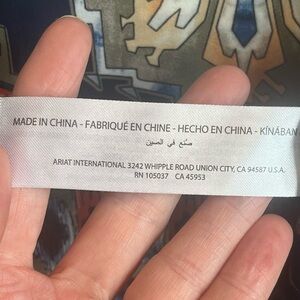 MADE IN CHINA - FABRIQUÉ EN CHINE - HECHO EN CHINA - KÍNÁBAN
صنع في الصين
ARIAT INTERNATIONAL 3242 WHIPPLE ROAD UNION CITY, CA 94587 U.S.A.
RN 105037 CA 45953